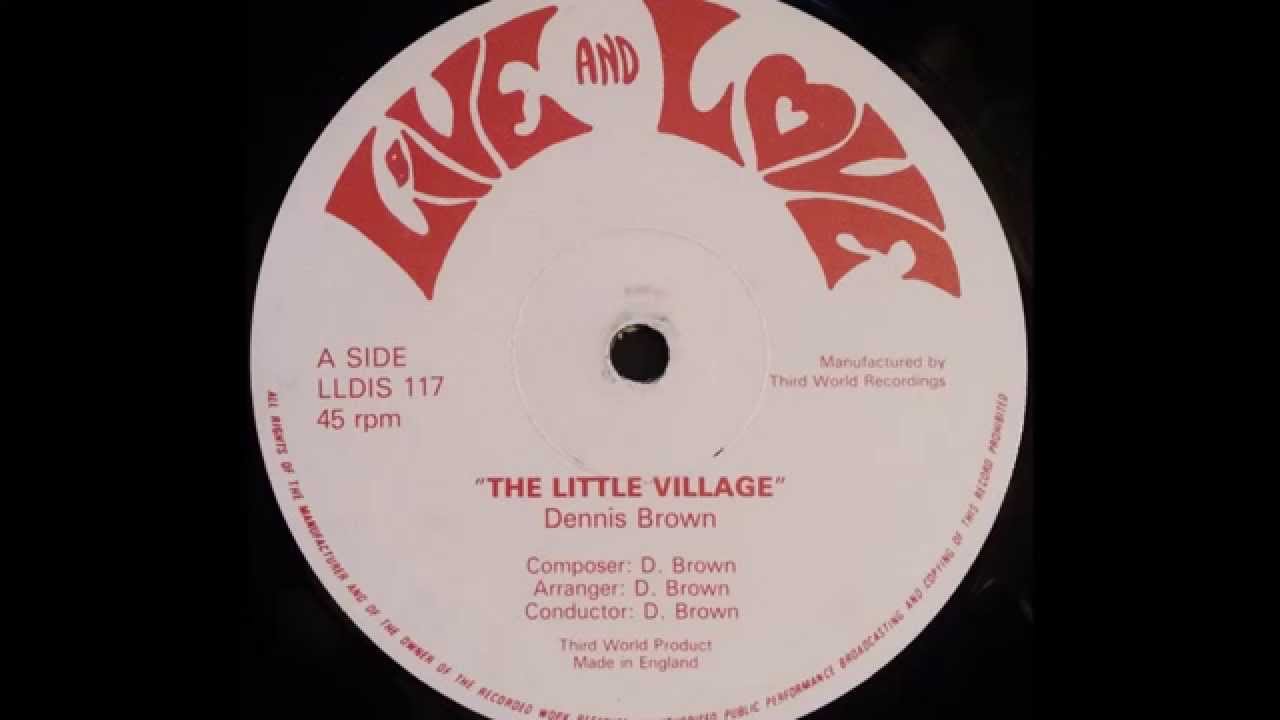 LIVE AND LOVE
A SIDE
LLDIS 117
45 rpm
Manufactured by
Third World Recordings
"THE LITTLE VILLAGE"
Dennis Brown
Composer: D. Brown
Arranger: D. Brown
Conductor: D. Brown
Third World Product
Made in England
ALL RIGHTS OF THE MANUFACTURER AND OF THE OWNER OF THE RECORDED WORK PUBLIC PERFORMANCE BROADCASTING AND COPYING OF THIS RECORD PROHIBITED